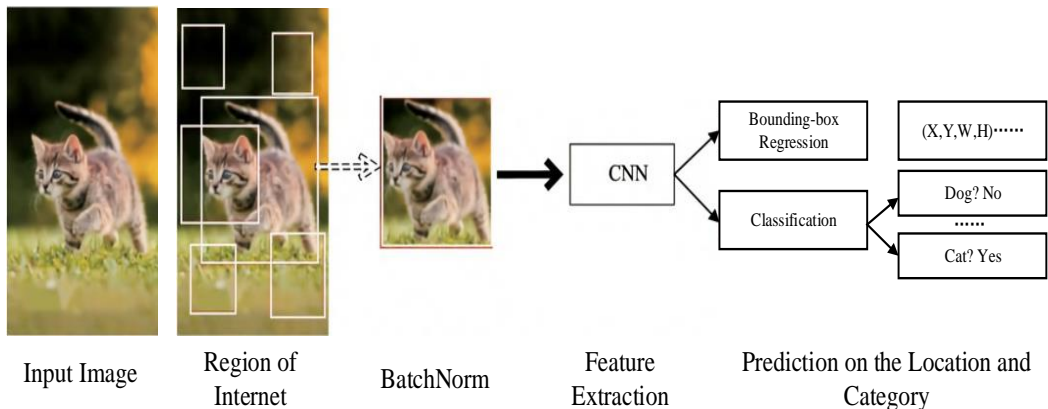 Bounding-box
Regression
(X,Y,W,H)······
CNN
Classification
Dog? No
······
Cat? Yes
Input Image
Region of
Internet
BatchNorm
Feature
Extraction
Prediction on the Location and
Category